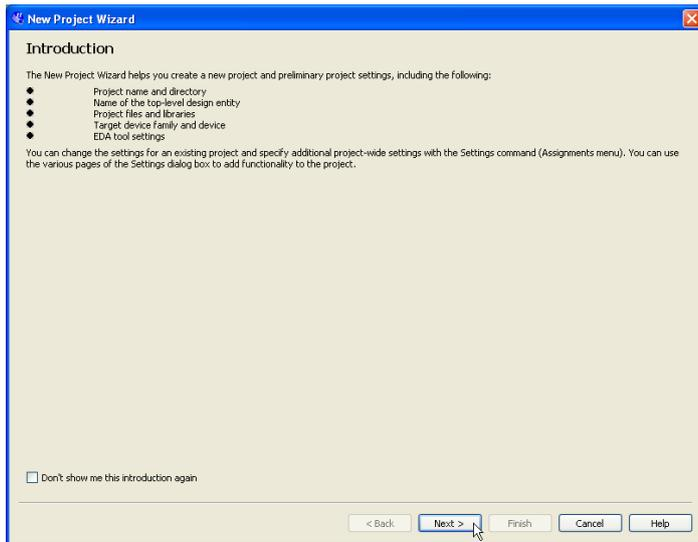 New Project Wizard
Introduction
The New Project Wizard helps you create a new project and preliminary project settings, including the following:
Project name and directory
Name of the top-level design entity
Project files and libraries
Target device family and device
EDA tool settings
You can change the settings for an existing project and specify additional project-wide settings with the Settings command (Assignments menu). You can use
the various pages of the Settings dialog box to add functionality to the project.
Don't show me this introduction again
< Back Next > Finish Cancel Help